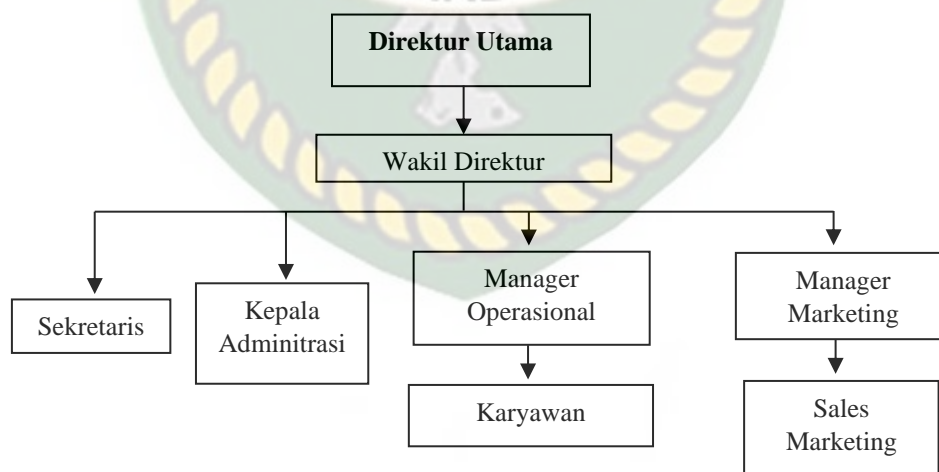 Direktur Utama
Wakil Direktur
Sekretaris
Kepala
Adminitrasi
Manager
Operasional
Manager
Marketing
Karyawan
Sales
Marketing